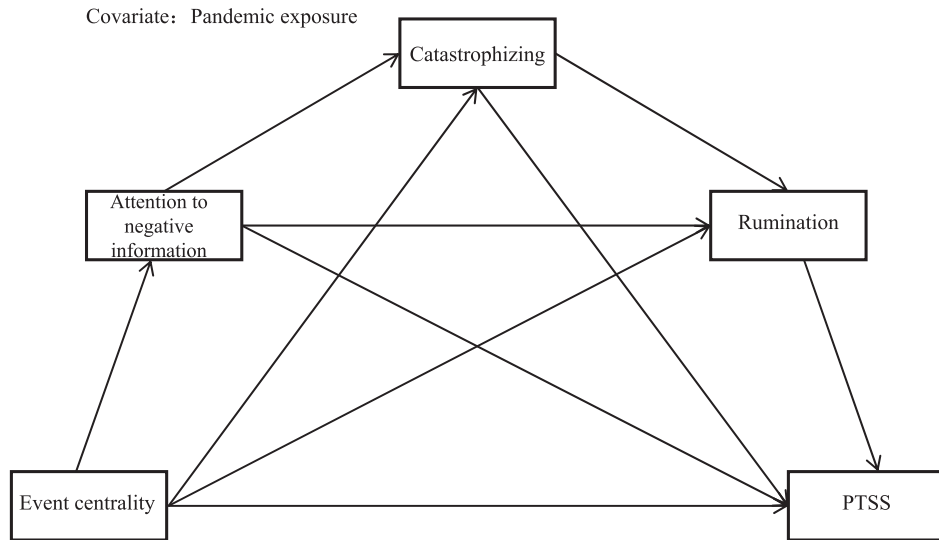 Covariate：Pandemic exposure
Catastrophizing
Attention to
negative
information
Rumination
Event centrality
PTSS